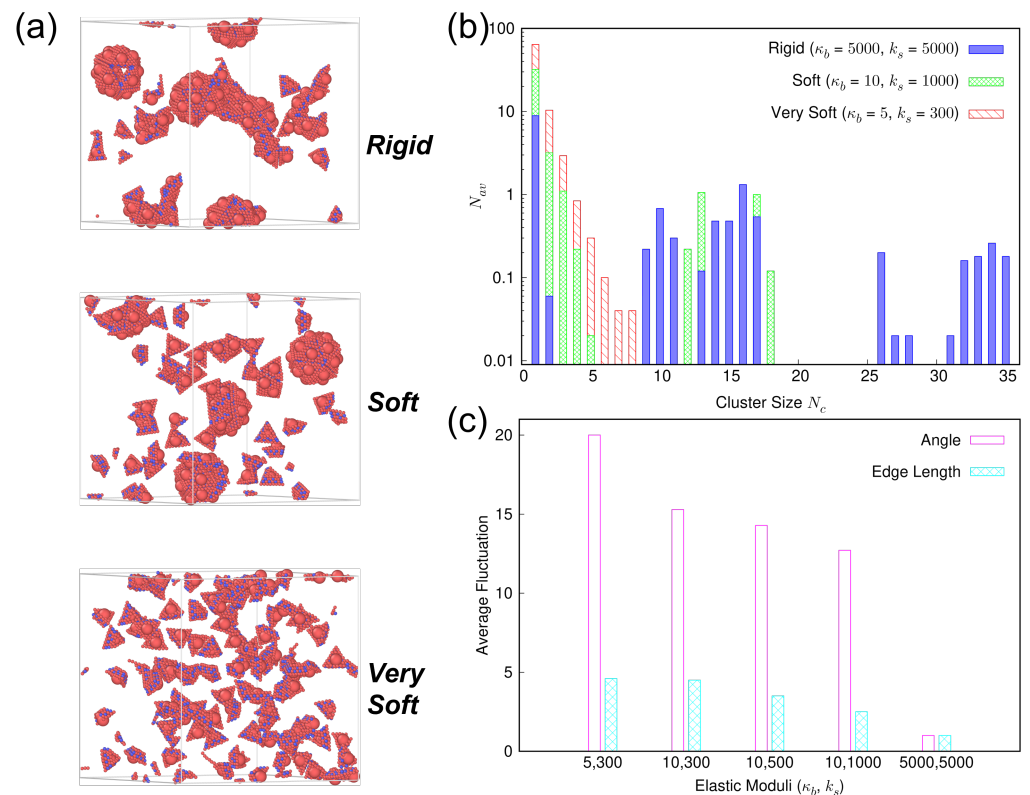 (a)
Rigid
Soft
Very
Soft
(b)
100
10
1
0.1
0.01
N_av
Rigid (κ_b = 5000, k_s = 5000)
Soft (κ_b = 10, k_s = 1000)
Very Soft (κ_b = 5, k_s = 300)
0 5 10 15 20 25 30 35
Cluster Size N_c
(c)
20
15
10
5
0
Average Fluctuation
Angle
Edge Length
5,300 10,300 10,500 10,1000 5000,5000
Elastic Moduli (κ_b, k_s)